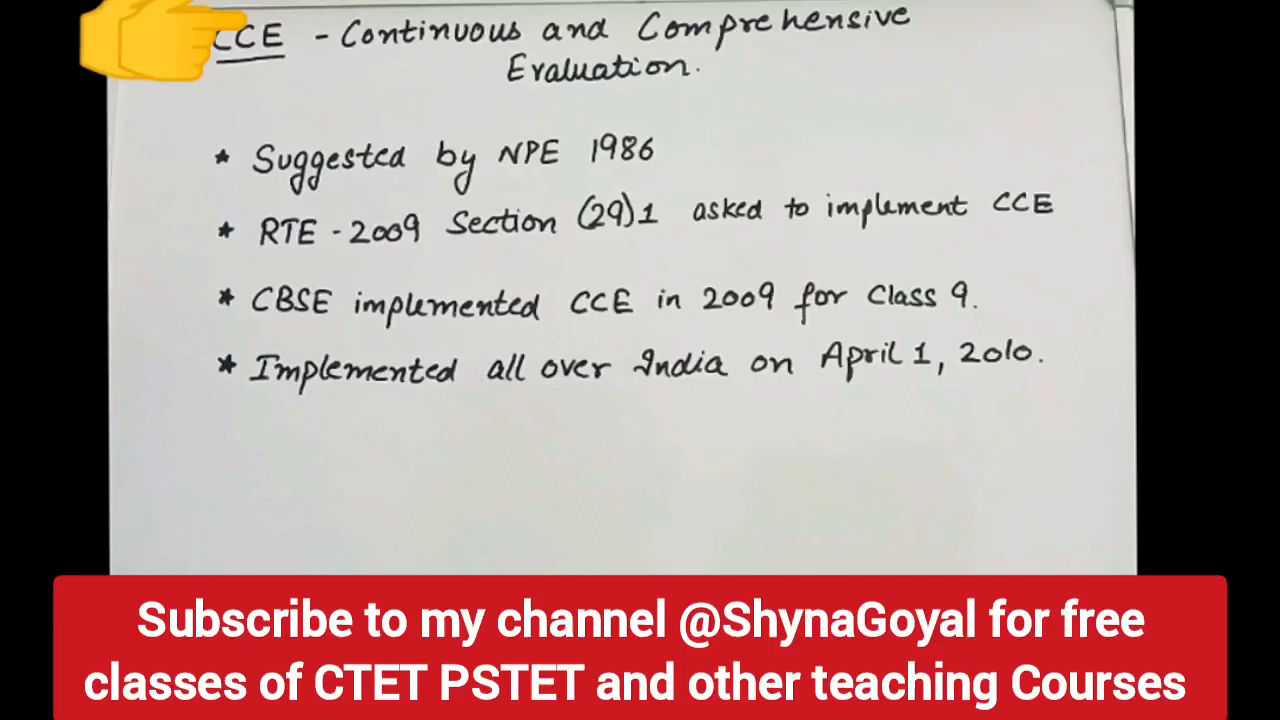 CCE - Continuous and Comprehensive
Evaluation.
* Suggested by NPE 1986
* RTE - 2009 Section (29)1 asked to implement CCE
* CBSE implemented CCE in 2009 for Class 9.
* Implemented all over India on April 1, 2010.
Subscribe to my channel @ShynaGoyal for free
classes of CTET PSTET and other teaching Courses